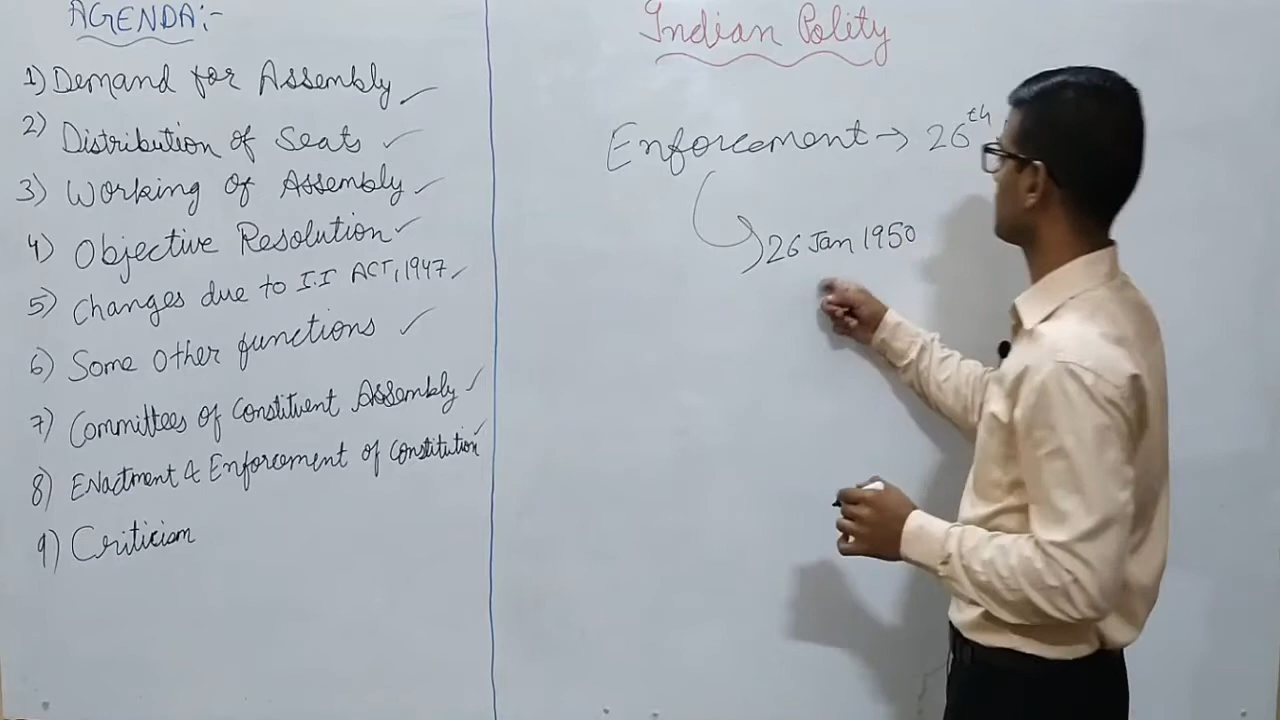 AGENDA:-
1) Demand for Assembly
2) Distribution of Seats
3) Working of Assembly
4) Objective Resolution
5) Changes due to I.I ACT, 1947
6) Some other functions
7) Committees of Constituent Assembly
8) Enactment & Enforcement of Constitution
9) Criticism
Indian Polity
Enforcement → 26th
26 Jan 1950